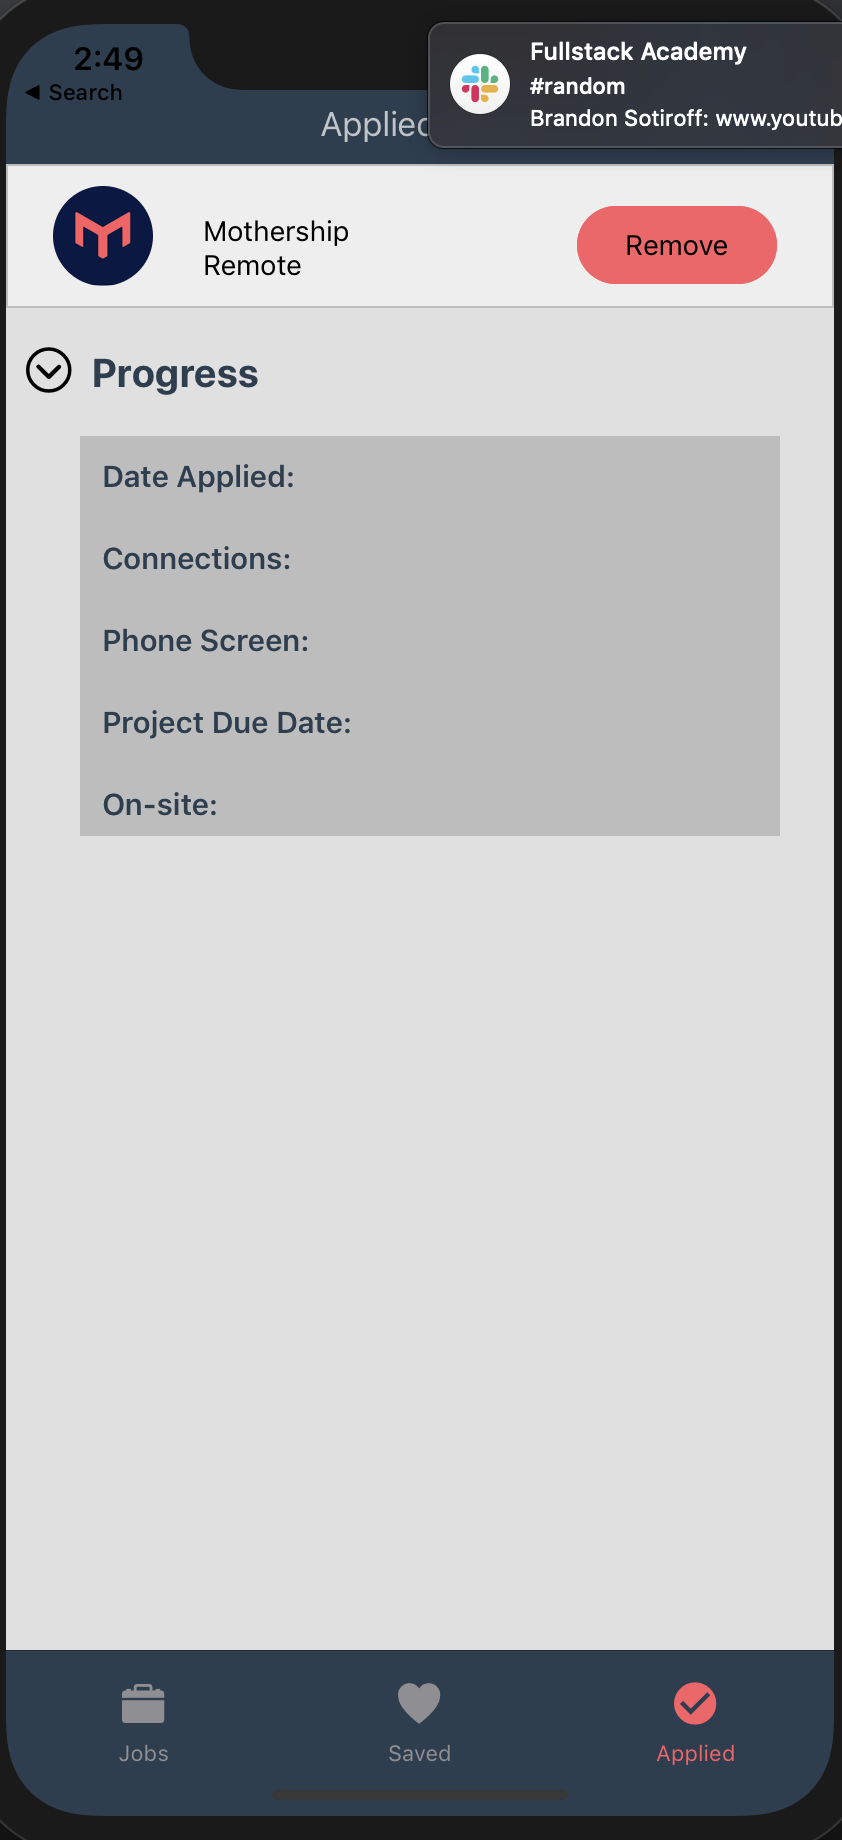 2:49
◀ Search
Applied
Fullstack Academy
#random
Brandon Sotiroff: www.youtub
Mothership
Remote
Remove
Progress
Date Applied:
Connections:
Phone Screen:
Project Due Date:
On-site:
Jobs
Saved
Applied